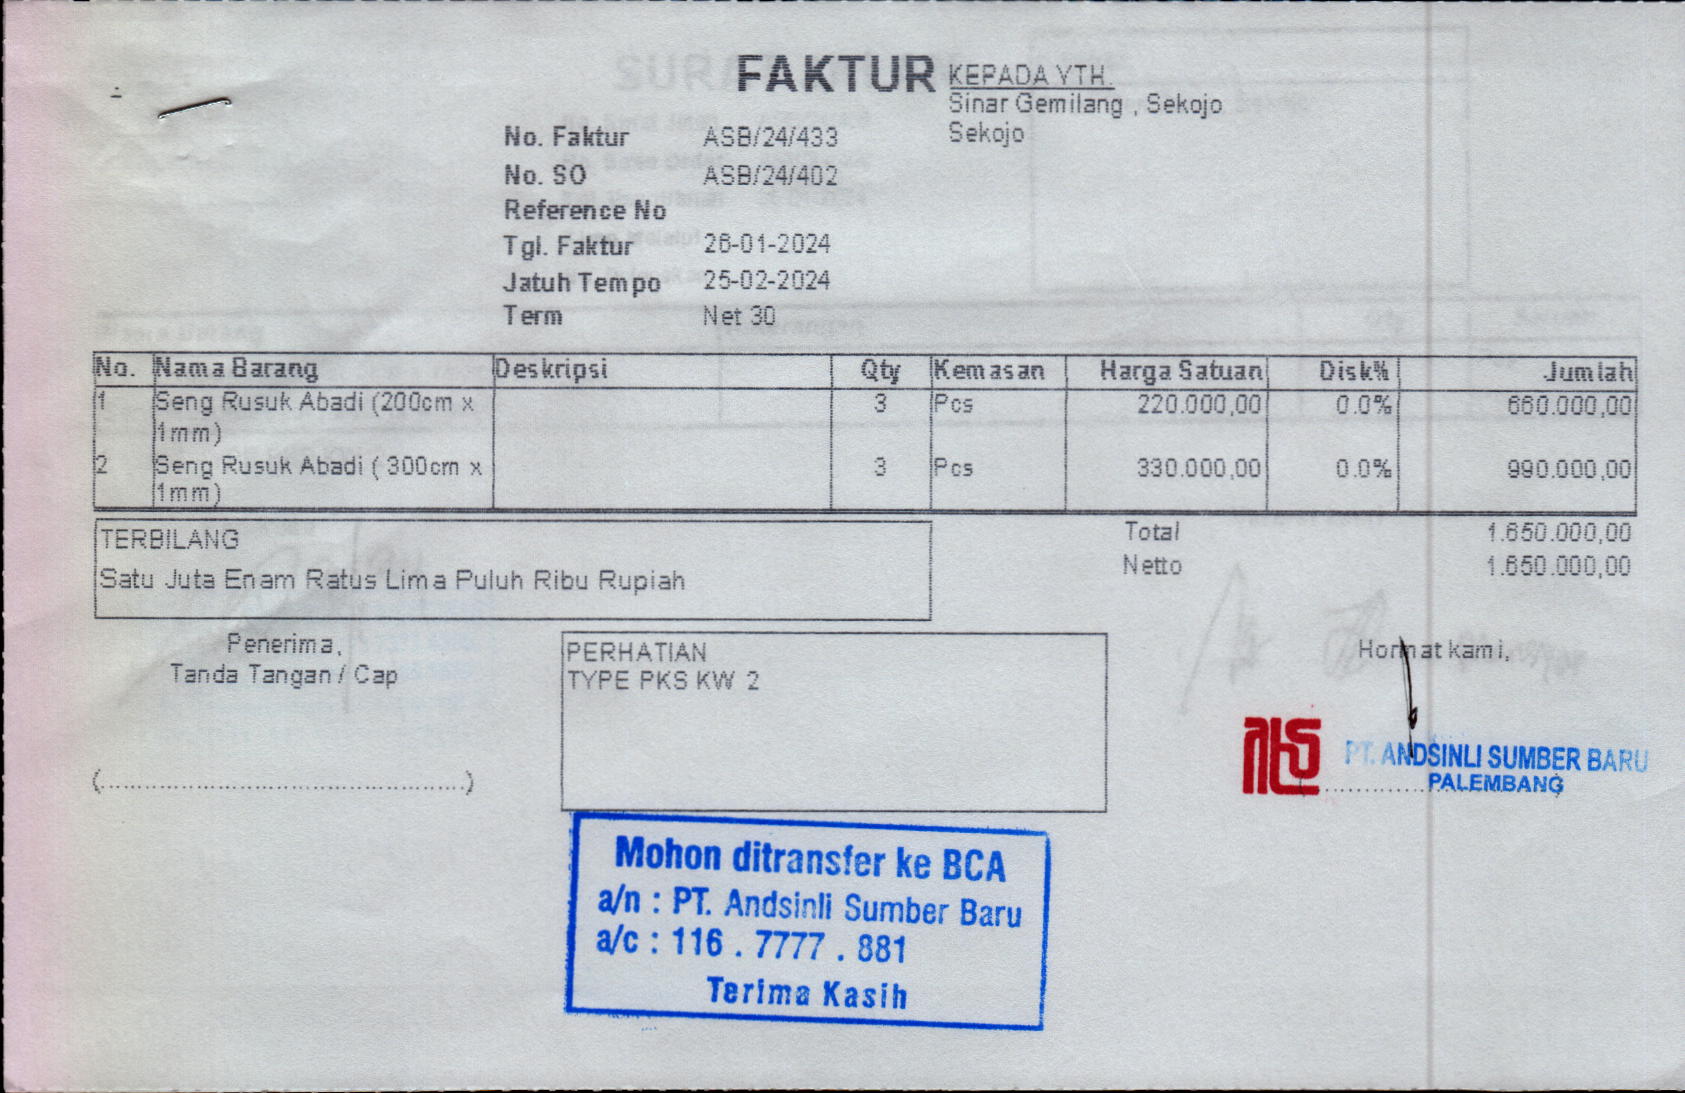 FAKTUR
KEPADA YTH.
Sinar Gemilang , Sekojo
Sekojo
No. Faktur ASB/24/433
No. SO ASB/24/402
Reference No
Tgl. Faktur 26-01-2024
Jatuh Tempo 25-02-2024
Term Net 30
No. Nama Barang Deskripsi Qty Kemasan Harga Satuan Disk% Jumlah
1 Seng Rusuk Abadi (200cm x 3 Pcs 220.000,00 0.0% 660.000,00
1mm)
2 Seng Rusuk Abadi ( 300cm x 3 Pcs 330.000,00 0.0% 990.000,00
1mm)
TERBILANG
Satu Juta Enam Ratus Lima Puluh Ribu Rupiah
Total 1.650.000,00
Netto 1.650.000,00
Penerima,
Tanda Tangan / Cap
PERHATIAN
TYPE PKS KW 2
Hormat kami,
PT. ANDSINLI SUMBER BARU
PALEMBANG
Mohon ditransfer ke BCA
a/n : PT. Andsinli Sumber Baru
a/c : 116 . 7777 . 881
Terima Kasih